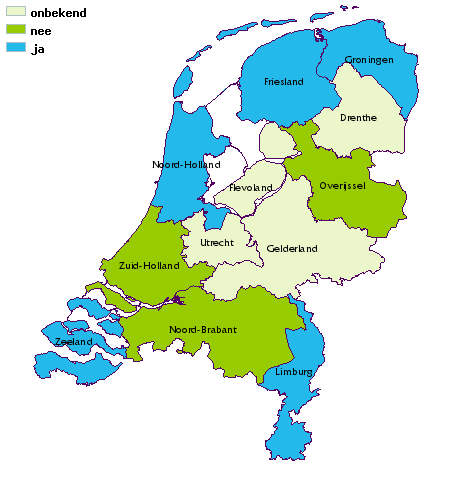 onbekend
nee
ja
Groningen
Friesland
Drenthe
Noord-Holland
Flevoland
Overijssel
Utrecht
Gelderland
Zuid-Holland
Noord-Brabant
Zeeland
Limburg